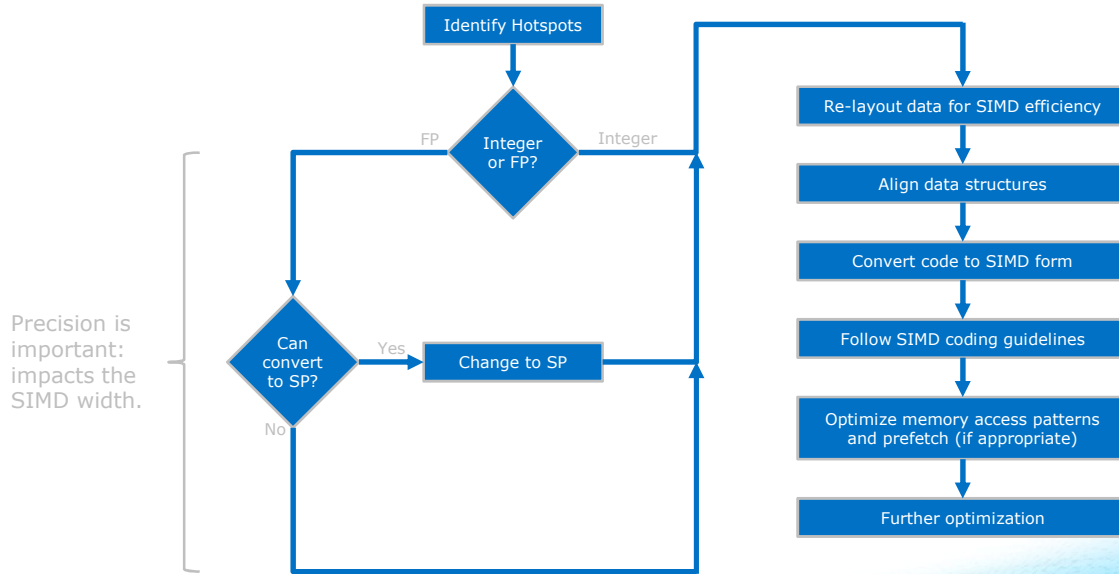 Identify Hotspots
Integer
or FP?
FP
Integer
Precision is
important:
impacts the
SIMD width.
Can
convert
to SP?
Yes
Change to SP
No
Re-layout data for SIMD efficiency
Align data structures
Convert code to SIMD form
Follow SIMD coding guidelines
Optimize memory access patterns
and prefetch (if appropriate)
Further optimization